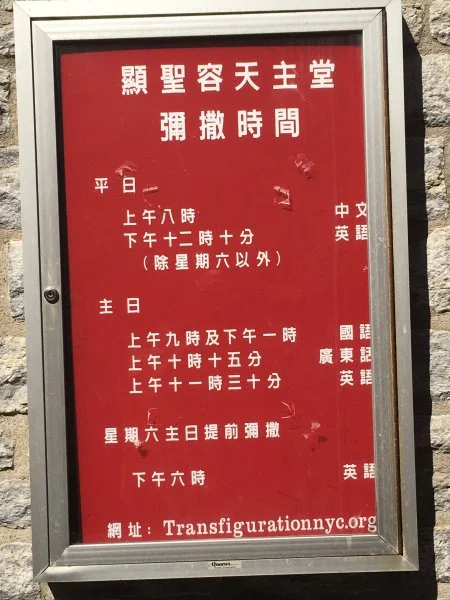 顯聖容天主堂
彌撒時間
平日
上午八時 中文
下午十二時十分 英語
（除星期六以外）
主日
上午九時及下午一時 國語
上午十時十五分 廣東話
上午十一時三十分 英語
星期六主日提前彌撒
下午六時 英語
網址：Transfigurationnyc.org